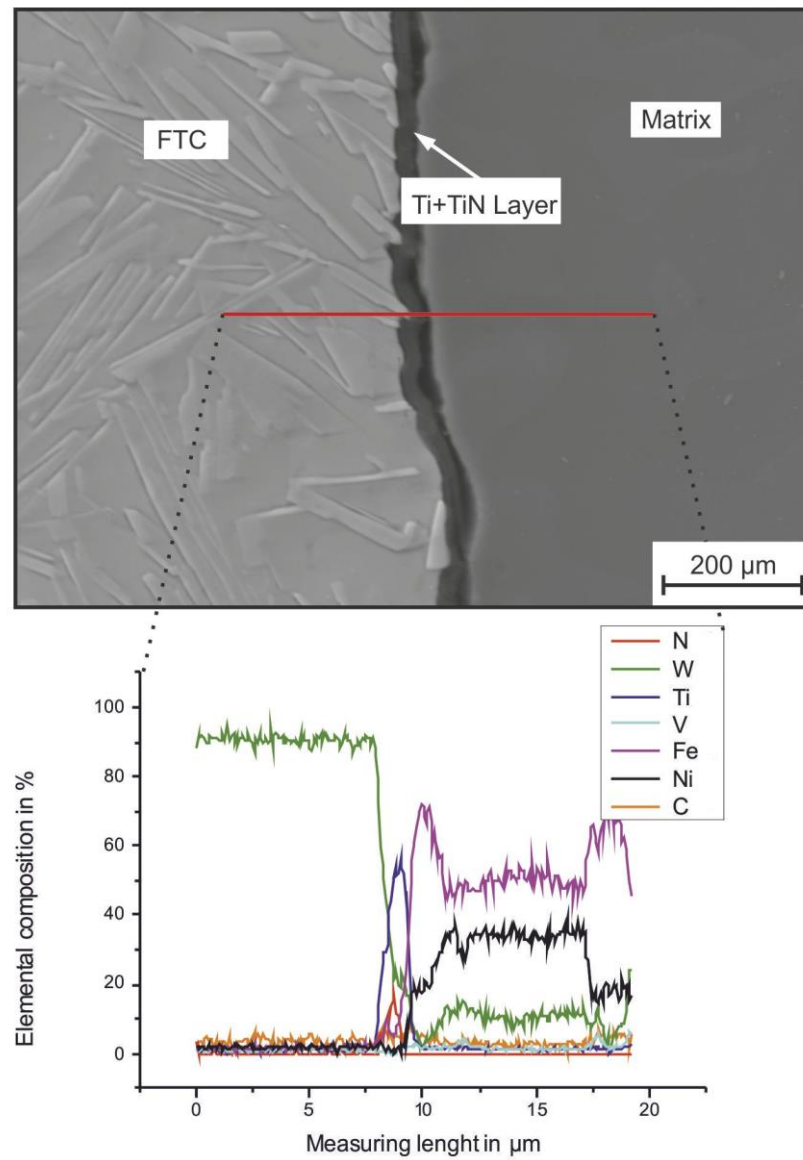 FTC
Matrix
Ti+TiN Layer
200 µm
N
W
Ti
V
Fe
Ni
C
100
80
60
40
20
0
Elemental composition in %
0 5 10 15 20
Measuring lenght in µm